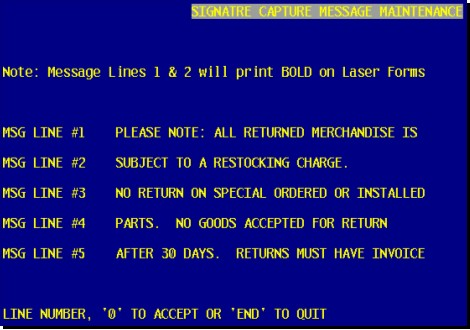 SIGNATRE CAPTURE MESSAGE MAINTENANCE
Note: Message Lines 1 & 2 will print BOLD on Laser Forms
MSG LINE #1 PLEASE NOTE: ALL RETURNED MERCHANDISE IS
MSG LINE #2 SUBJECT TO A RESTOCKING CHARGE.
MSG LINE #3 NO RETURN ON SPECIAL ORDERED OR INSTALLED
MSG LINE #4 PARTS. NO GOODS ACCEPTED FOR RETURN
MSG LINE #5 AFTER 30 DAYS. RETURNS MUST HAVE INVOICE
LINE NUMBER, '0' TO ACCEPT OR 'END' TO QUIT